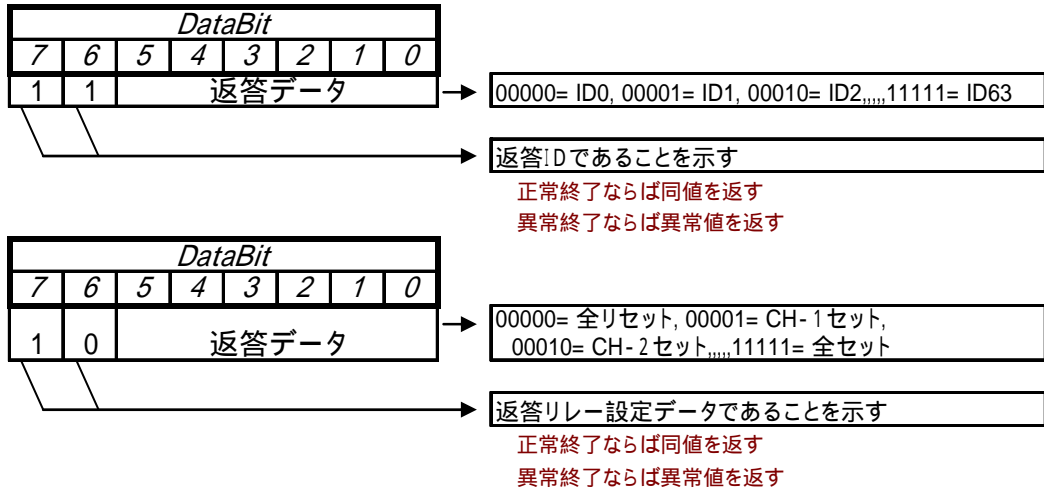 DataBit
7 6 5 4 3 2 1 0
1 1 返答データ
00000= ID0, 00001= ID1, 00010= ID2,,,,,11111= ID63
返答IDであることを示す
正常終了ならば同値を返す
異常終了ならば異常値を返す
DataBit
7 6 5 4 3 2 1 0
1 0 返答データ
00000= 全リセット, 00001= CH-1セット,
00010= CH-2セット,,,,,11111= 全セット
返答リレー設定データであることを示す
正常終了ならば同値を返す
異常終了ならば異常値を返す